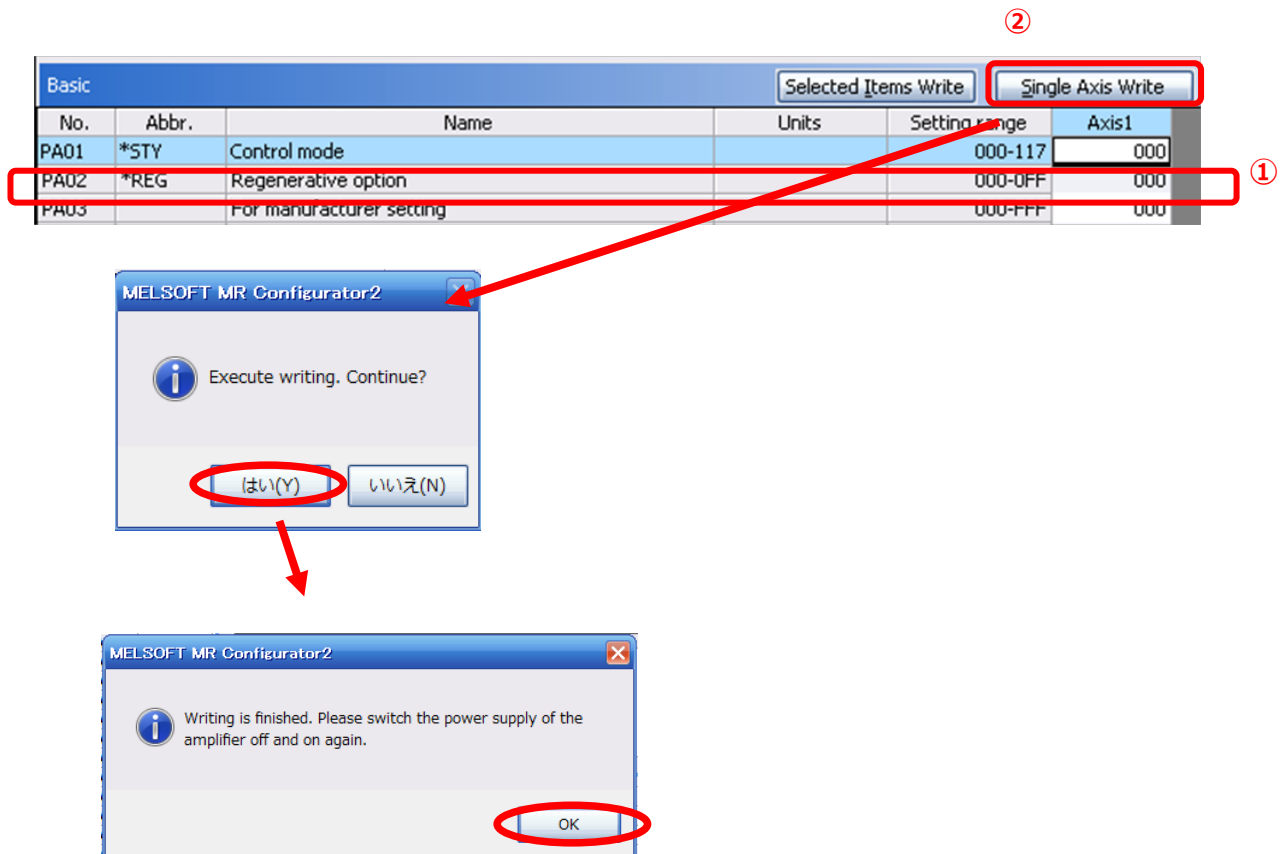 ②
Basic Selected Items Write Single Axis Write
No. Abbr. Name Units Setting range Axis1
PA01 *STY Control mode 000-117 000
PA02 *REG Regenerative option 000-0FF 000
①
PA03 For manufacturer setting 000-FFF 000
MELSOFT MR Configurator2
Execute writing. Continue?
はい(Y) いいえ(N)
MELSOFT MR Configurator2
Writing is finished. Please switch the power supply of the
amplifier off and on again.
OK